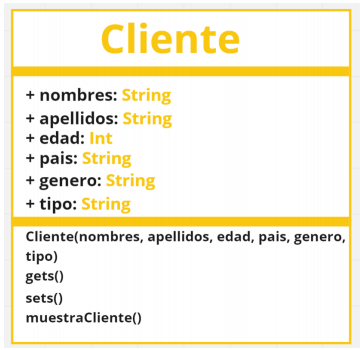 Cliente
+ nombres: String
+ apellidos: String
+ edad: Int
+ pais: String
+ genero: String
+ tipo: String
Cliente(nombres, apellidos, edad, pais, genero,
tipo)
gets()
sets()
muestraCliente()